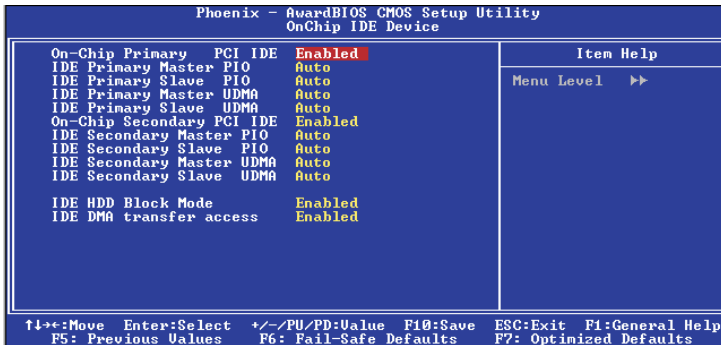 Phoenix - AwardBIOS CMOS Setup Utility
OnChip IDE Device
On-Chip Primary PCI IDE Enabled
IDE Primary Master PIO Auto
IDE Primary Slave PIO Auto
IDE Primary Master UDMA Auto
IDE Primary Slave UDMA Auto
On-Chip Secondary PCI IDE Enabled
IDE Secondary Master PIO Auto
IDE Secondary Slave PIO Auto
IDE Secondary Master UDMA Auto
IDE Secondary Slave UDMA Auto
IDE HDD Block Mode Enabled
IDE DMA transfer access Enabled
Item Help
Menu Level ▶▶
↑↓→←:Move Enter:Select +/-/PU/PD:Value F10:Save ESC:Exit F1:General Help
F5: Previous Values F6: Fail-Safe Defaults F7: Optimized Defaults